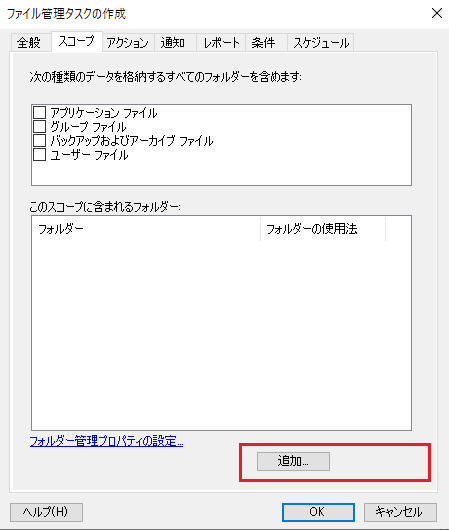 ファイル管理タスクの作成
全般 スコープ アクション 通知 レポート 条件 スケジュール
次の種類のデータを格納するすべてのフォルダーを含めます:
アプリケーション ファイル
グループ ファイル
バックアップおよびアーカイブ ファイル
ユーザー ファイル
このスコープに含まれるフォルダー:
フォルダー フォルダーの使用法
フォルダー管理プロパティの設定...
追加...
ヘルプ(H) OK キャンセル